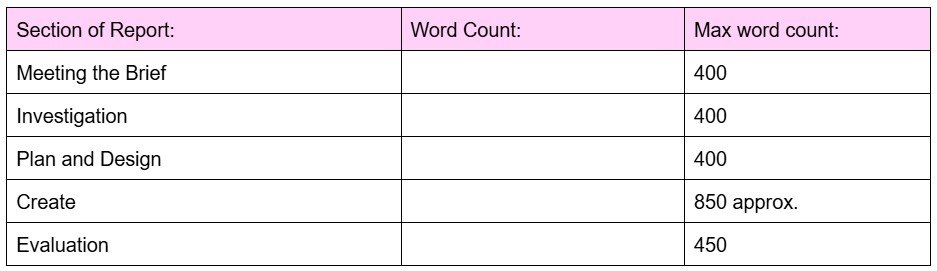 Section of Report: Word Count: Max word count:
Meeting the Brief 400
Investigation 400
Plan and Design 400
Create 850 approx.
Evaluation 450